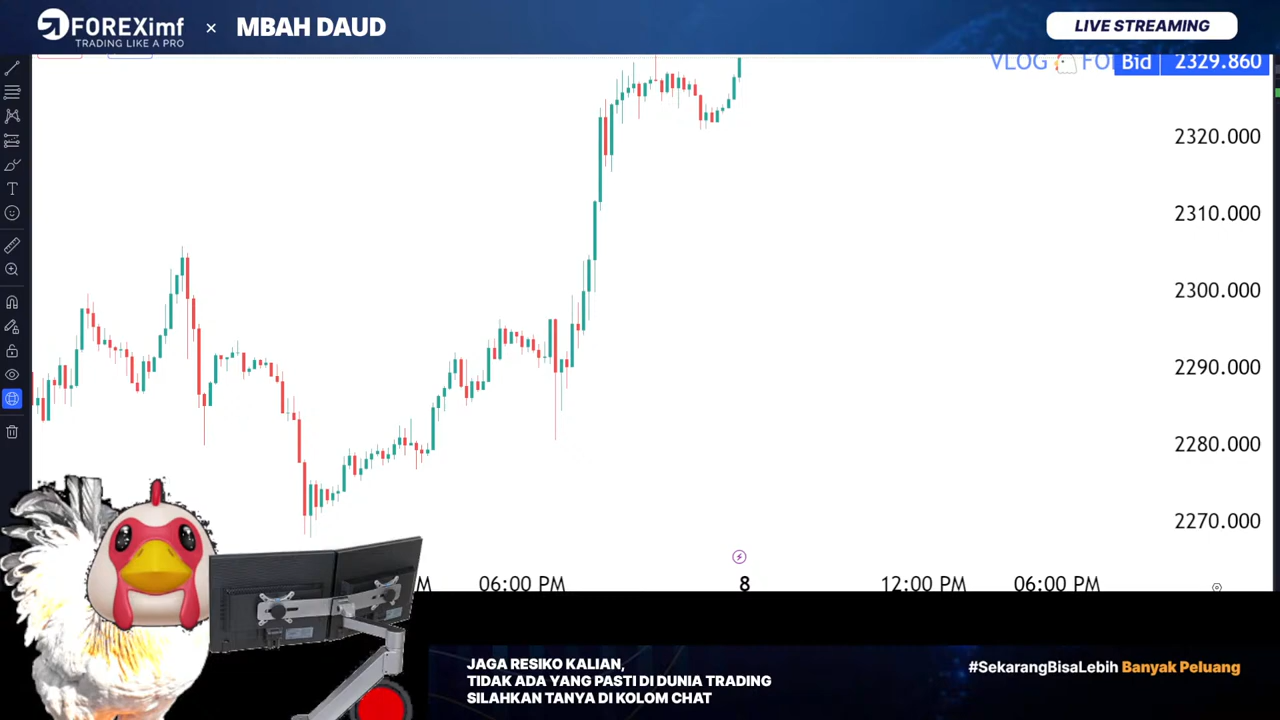 FOREXimf
TRADING LIKE A PRO
×
MBAH DAUD
LIVE STREAMING
VLOG
Bid 2329.860
2320.000
2310.000
2300.000
2290.000
2280.000
2270.000
06:00 PM
8
12:00 PM
06:00 PM
JAGA RESIKO KALIAN,
TIDAK ADA YANG PASTI DI DUNIA TRADING
SILAHKAN TANYA DI KOLOM CHAT
#SekarangBisaLebih Banyak Peluang